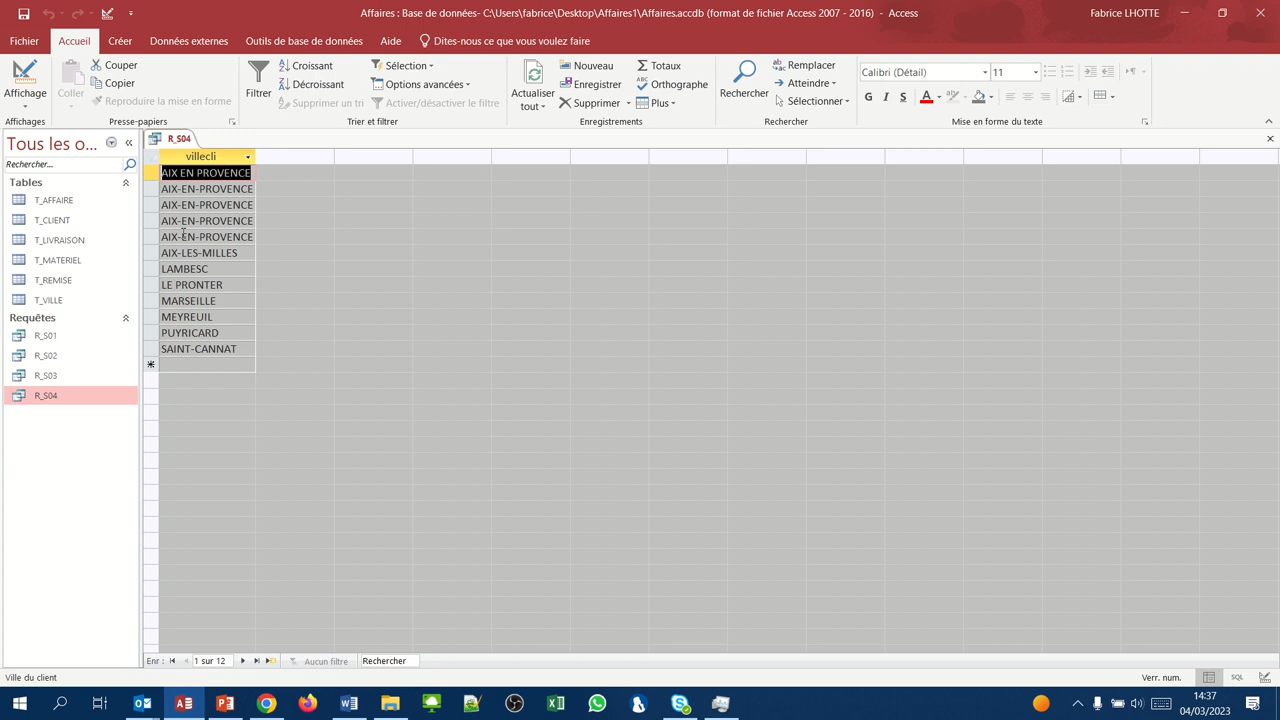 Affaires : Base de données- C:\Users\fabrice\Desktop\Affaires1\Affaires.accdb (format de fichier Access 2007 - 2016) - Access
Fabrice LHOTTE
Fichier Accueil Créer Données externes Outils de base de données Aide Dites-nous ce que vous voulez faire
Affichage
Affichages
Coller
Couper
Copier
Reproduire la mise en forme
Presse-papiers
Filtrer
Croissant
Décroissant
Supprimer un tri
Sélection
Options avancées
Activer/désactiver le filtre
Trier et filtrer
Actualiser
tout
Nouveau
Enregistrer
Supprimer
Totaux
Orthographe
Plus
Enregistrements
Rechercher
Remplacer
Atteindre
Sélectionner
Rechercher
Calibri (Détail) 11
G I S A
Mise en forme du texte
Tous les o...
Rechercher...
Tables
T_AFFAIRE
T_CLIENT
T_LIVRAISON
T_MATERIEL
T_REMISE
T_VILLE
Requêtes
R_S01
R_S02
R_S03
R_S04
R_S04
villecli
AIX EN PROVENCE
AIX-EN-PROVENCE
AIX-EN-PROVENCE
AIX-EN-PROVENCE
AIX-EN-PROVENCE
AIX-LES-MILLES
LAMBESC
LE PRONTER
MARSEILLE
MEYREUIL
PUYRICARD
SAINT-CANNAT
Enr : 1 sur 12 Aucun filtre Rechercher
Ville du client
Verr. num.
SQL
14:37
04/03/2023